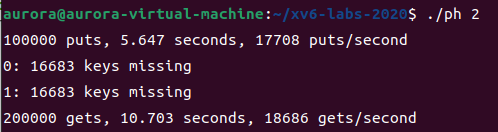 aurora@aurora-virtual-machine:~/xv6-labs-2020$ ./ph 2
100000 puts, 5.647 seconds, 17708 puts/second
0: 16683 keys missing
1: 16683 keys missing
200000 gets, 10.703 seconds, 18686 gets/second